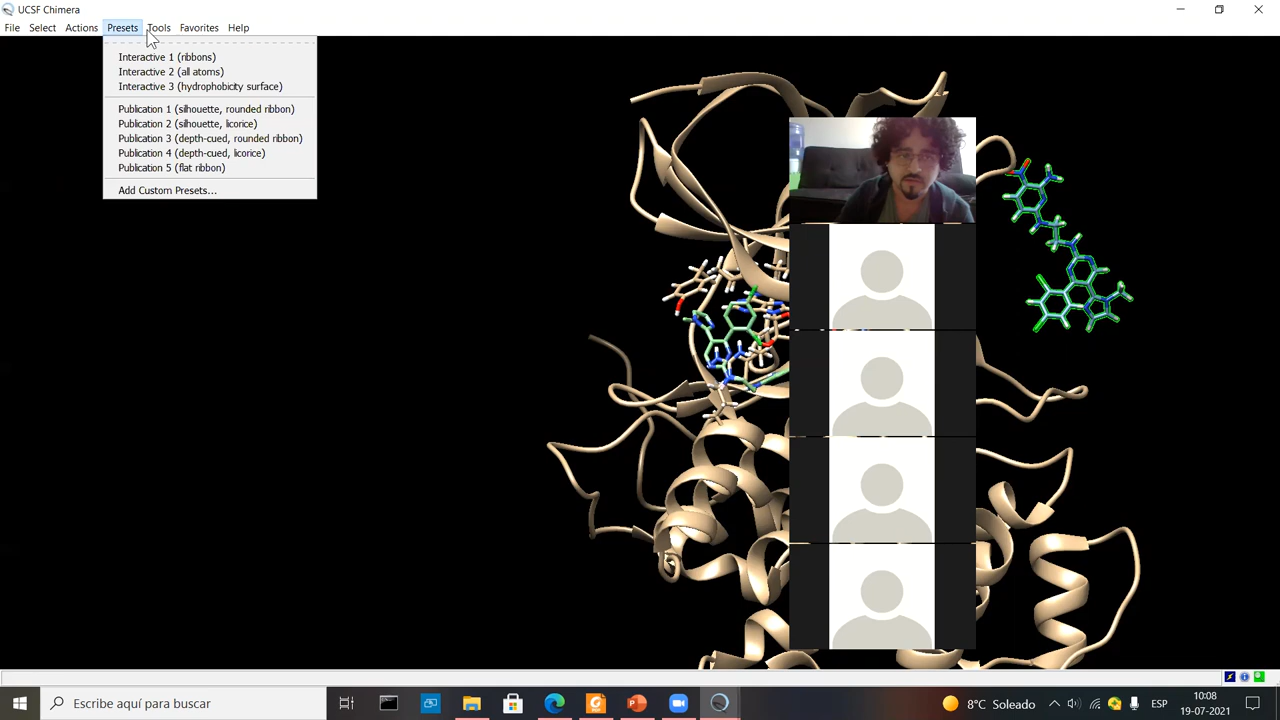 UCSF Chimera
File Select Actions Presets Tools Favorites Help
Interactive 1 (ribbons)
Interactive 2 (all atoms)
Interactive 3 (hydrophobicity surface)
Publication 1 (silhouette, rounded ribbon)
Publication 2 (silhouette, licorice)
Publication 3 (depth-cued, rounded ribbon)
Publication 4 (depth-cued, licorice)
Publication 5 (flat ribbon)
Add Custom Presets...
Escribe aquí para buscar
8°C Soleado
ESP
10:08
19-07-2021